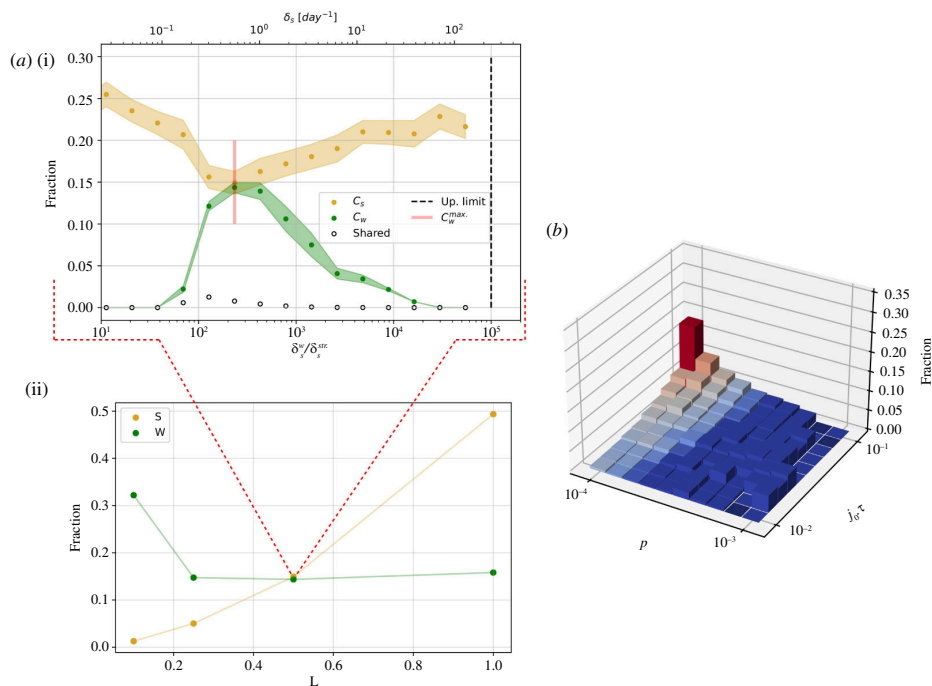 δs [day⁻¹]
10⁻¹ 10⁰ 10¹ 10²
(a) (i)
0.30
0.25
0.20
0.15
0.10
0.05
0.00
Fraction
Cs
Cw
Shared
Up. limit
Cw^max.
10¹ 10² 10³ 10⁴ 10⁵
δs^w/δs^str.
(b)
0.35
0.30
0.25
0.20
0.15
0.10
0.05
0.00
Fraction
10⁻⁴
10⁻³
p
10⁻²
10⁻¹
j₀·τ
(ii)
S
W
0.5
0.4
0.3
0.2
0.1
0.0
Fraction
0.2 0.4 0.6 0.8 1.0
L